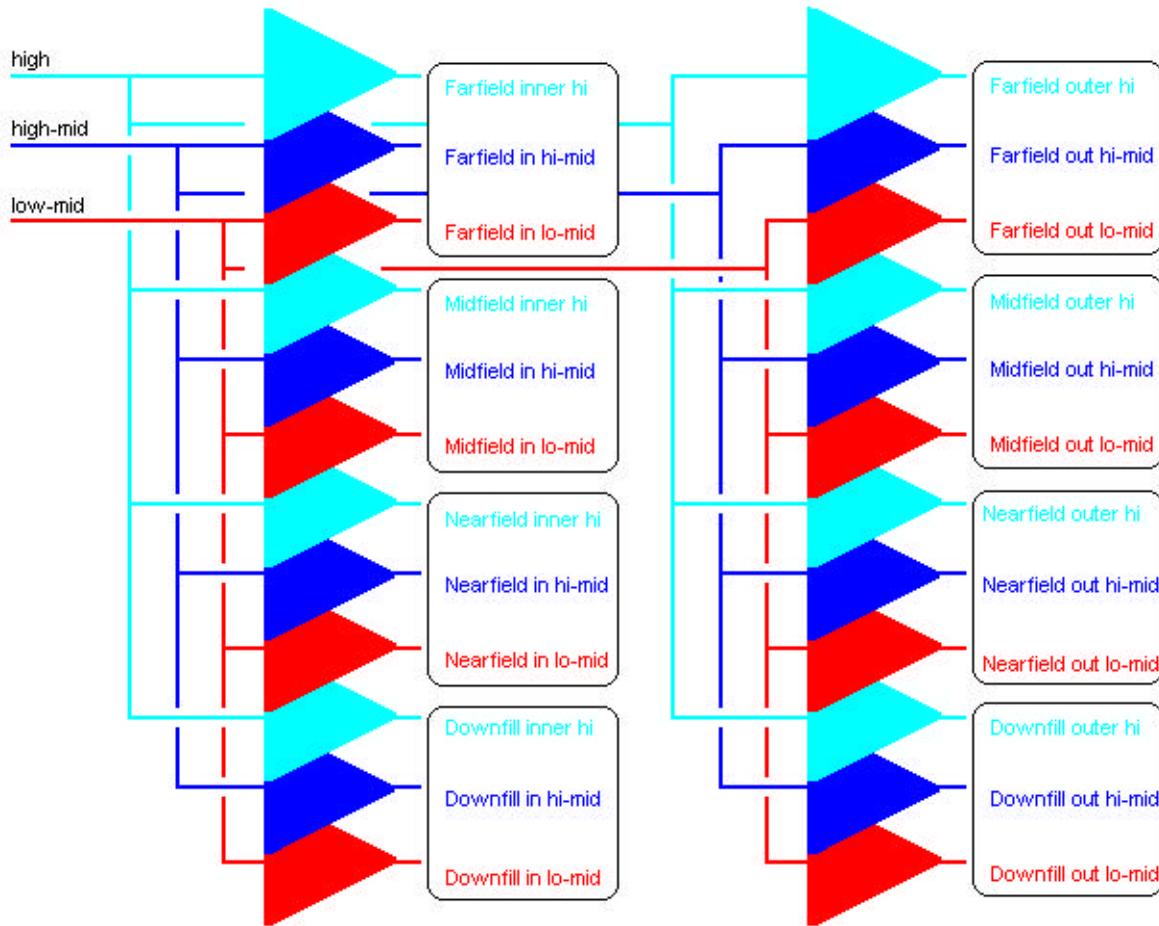 high
high-mid
low-mid
Farfield inner hi
Farfield in hi-mid
Farfield in lo-mid
Midfield inner hi
Midfield in hi-mid
Midfield in lo-mid
Nearfield inner hi
Nearfield in hi-mid
Nearfield in lo-mid
Downfill inner hi
Downfill in hi-mid
Downfill in lo-mid
Farfield outer hi
Farfield out hi-mid
Farfield out lo-mid
Midfield outer hi
Midfield out hi-mid
Midfield out lo-mid
Nearfield outer hi
Nearfield out hi-mid
Nearfield out lo-mid
Downfill outer hi
Downfill out hi-mid
Downfill out lo-mid